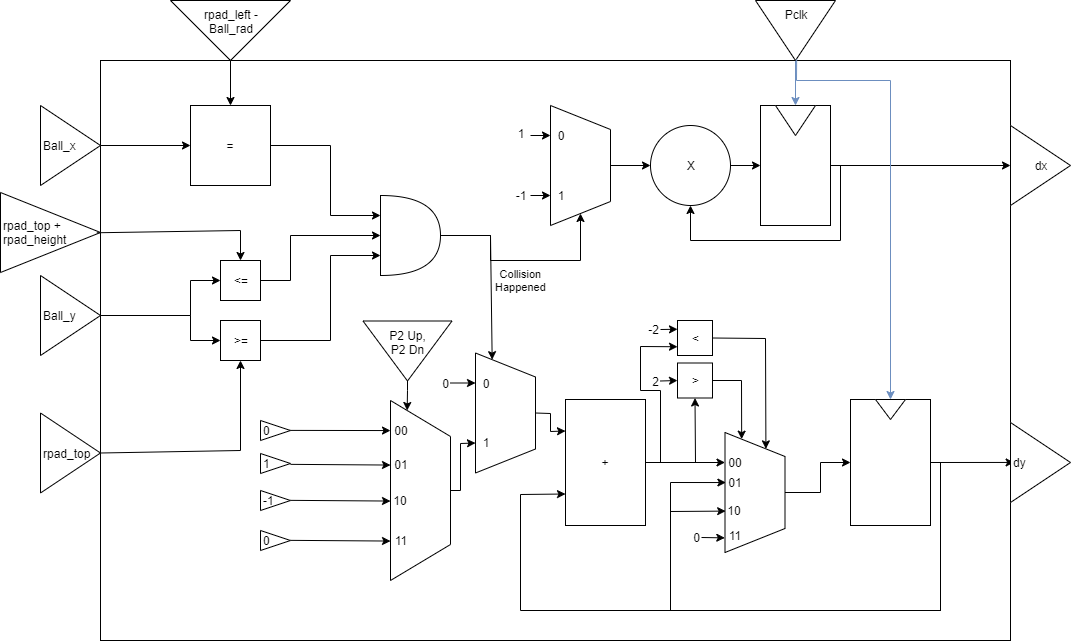 rpad_left -
Ball_rad
Pclk
Ball_x
=
1
0
-1
1
X
dx
rpad_top +
rpad_height
<=
Collision
Happened
Ball_y
>=
P2 Up,
P2 Dn
-2
<
0
0
2
>
rpad_top
0
00
1
+
00
dy
1
01
01
-1
10
10
0
11
0
11